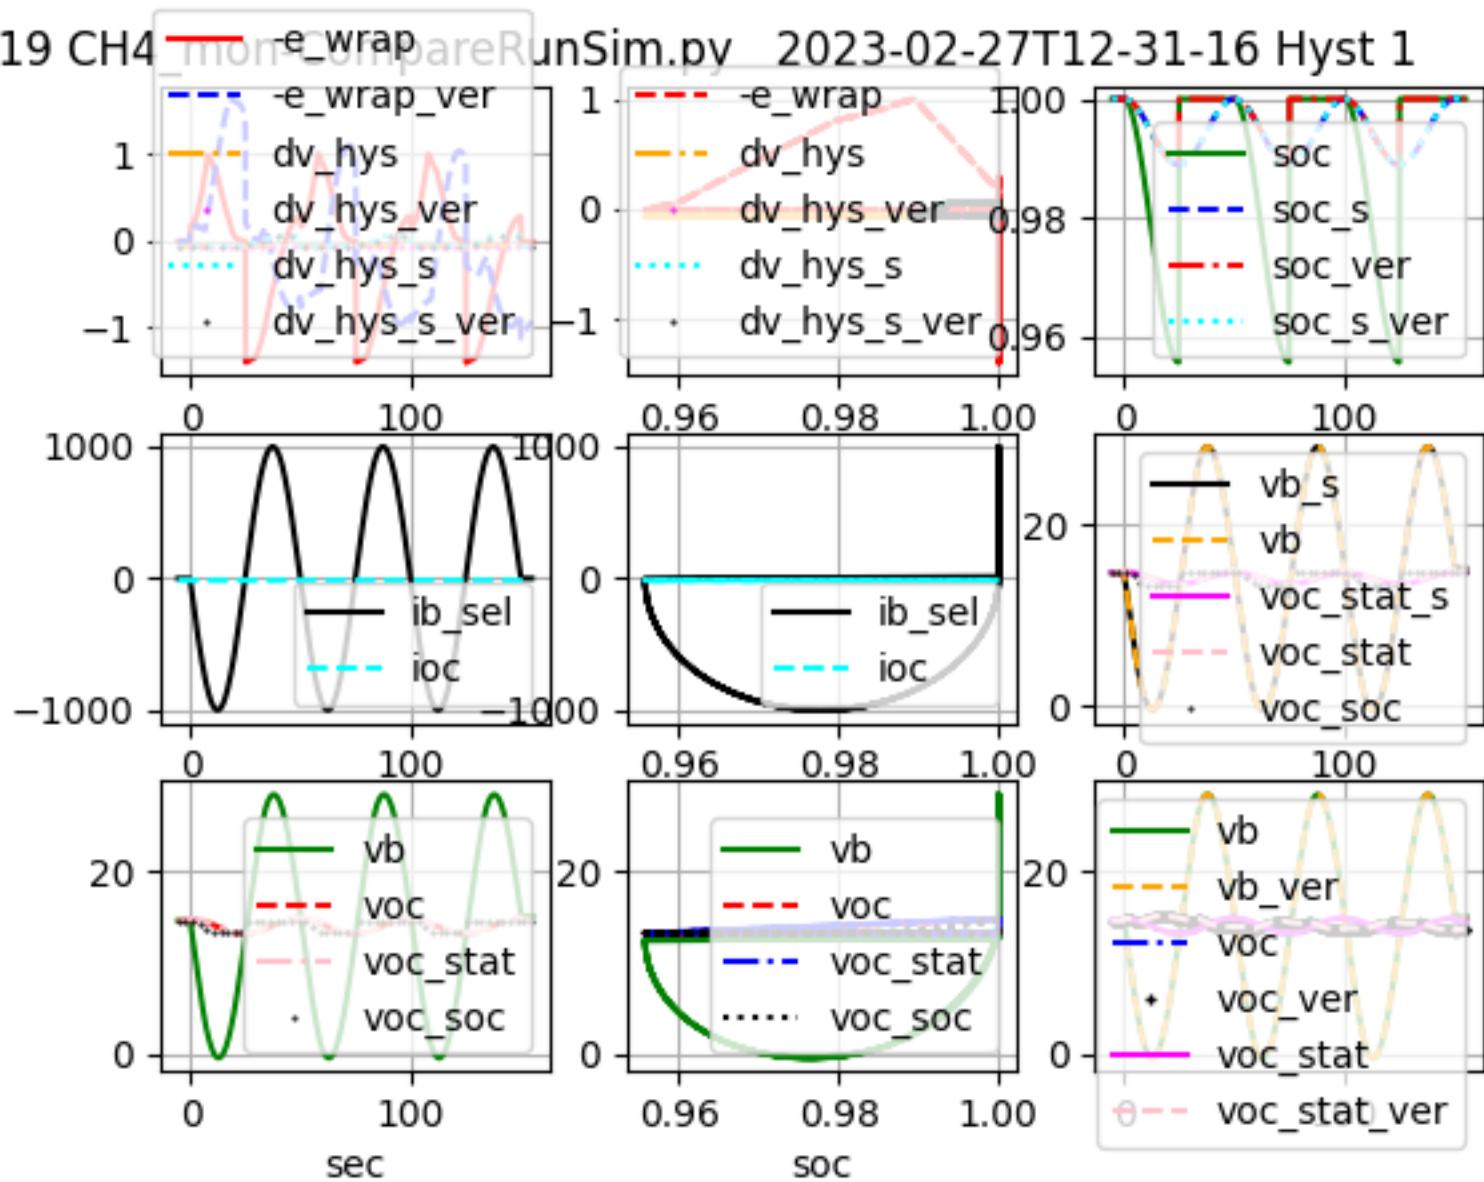 19 CH4_mon-CompareRunSim.py 2023-02-27T12-31-16 Hyst 1
-e_wrap
-e_wrap_ver
dv_hys
dv_hys_ver
dv_hys_s
dv_hys_s_ver
1
0
−1
0 100
-e_wrap
dv_hys
dv_hys_ver
dv_hys_s
dv_hys_s_ver
1
0
−1
0.96 0.98 1.00
soc
soc_s
soc_ver
soc_s_ver
1.00
0.98
0.96
0 100
1000
0
−1000
ib_sel
ioc
0 100
1000
0
−1000
ib_sel
ioc
0.96 0.98 1.00
20
0
vb_s
vb
voc_stat_s
voc_stat
voc_soc
0 100
20
0
vb
voc
voc_stat
voc_soc
0 100
sec
20
0
vb
voc
voc_stat
voc_soc
0.96 0.98 1.00
soc
20
0
vb
vb_ver
voc
voc_ver
voc_stat
voc_stat_ver
0